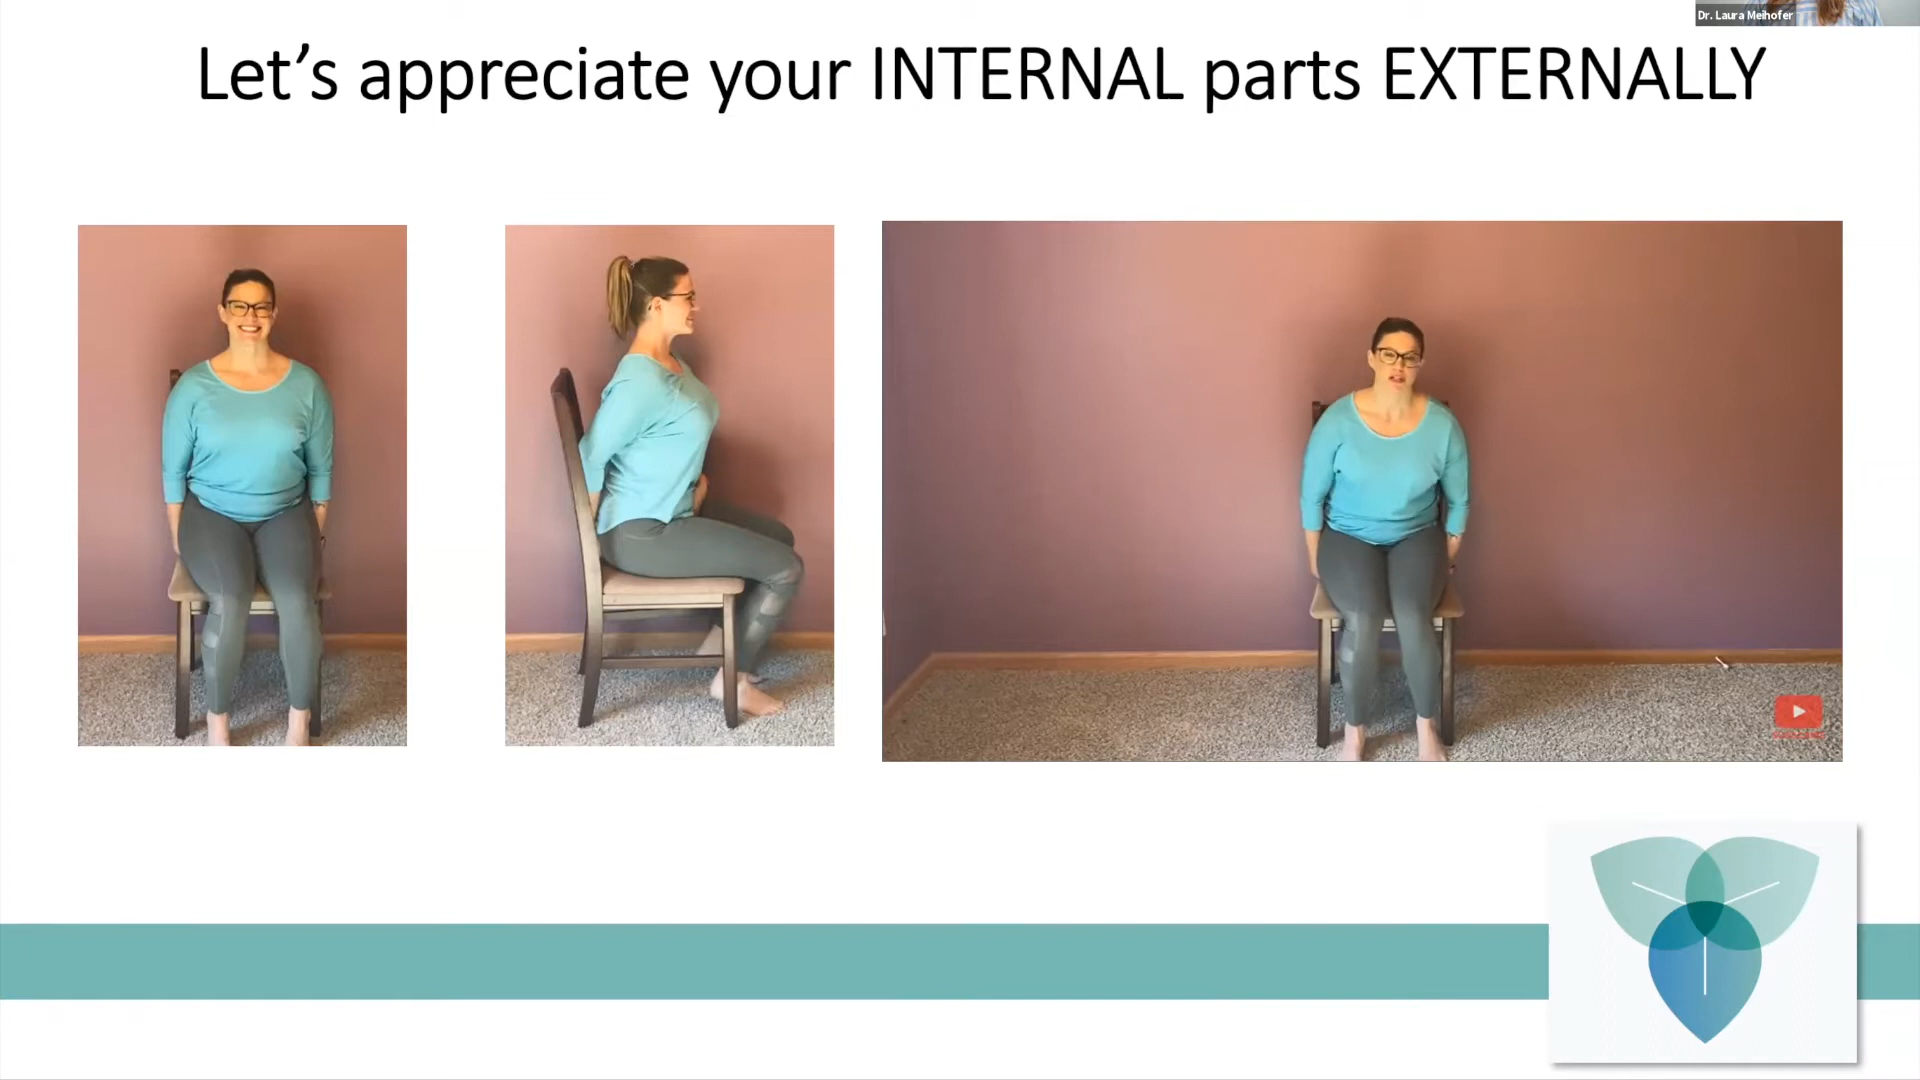 Dr. Laura Meihofer
Let's appreciate your INTERNAL parts EXTERNALLY